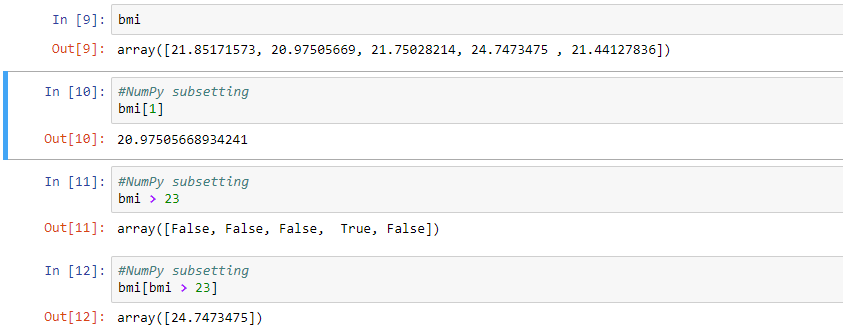 In [9]: bmi
Out[9]: array([21.85171573, 20.97505669, 21.75028214, 24.7473475 , 21.44127836])
In [10]: #NumPy subsetting
bmi[1]
Out[10]: 20.97505668934241
In [11]: #NumPy subsetting
bmi > 23
Out[11]: array([False, False, False,  True, False])
In [12]: #NumPy subsetting
bmi[bmi > 23]
Out[12]: array([24.7473475])